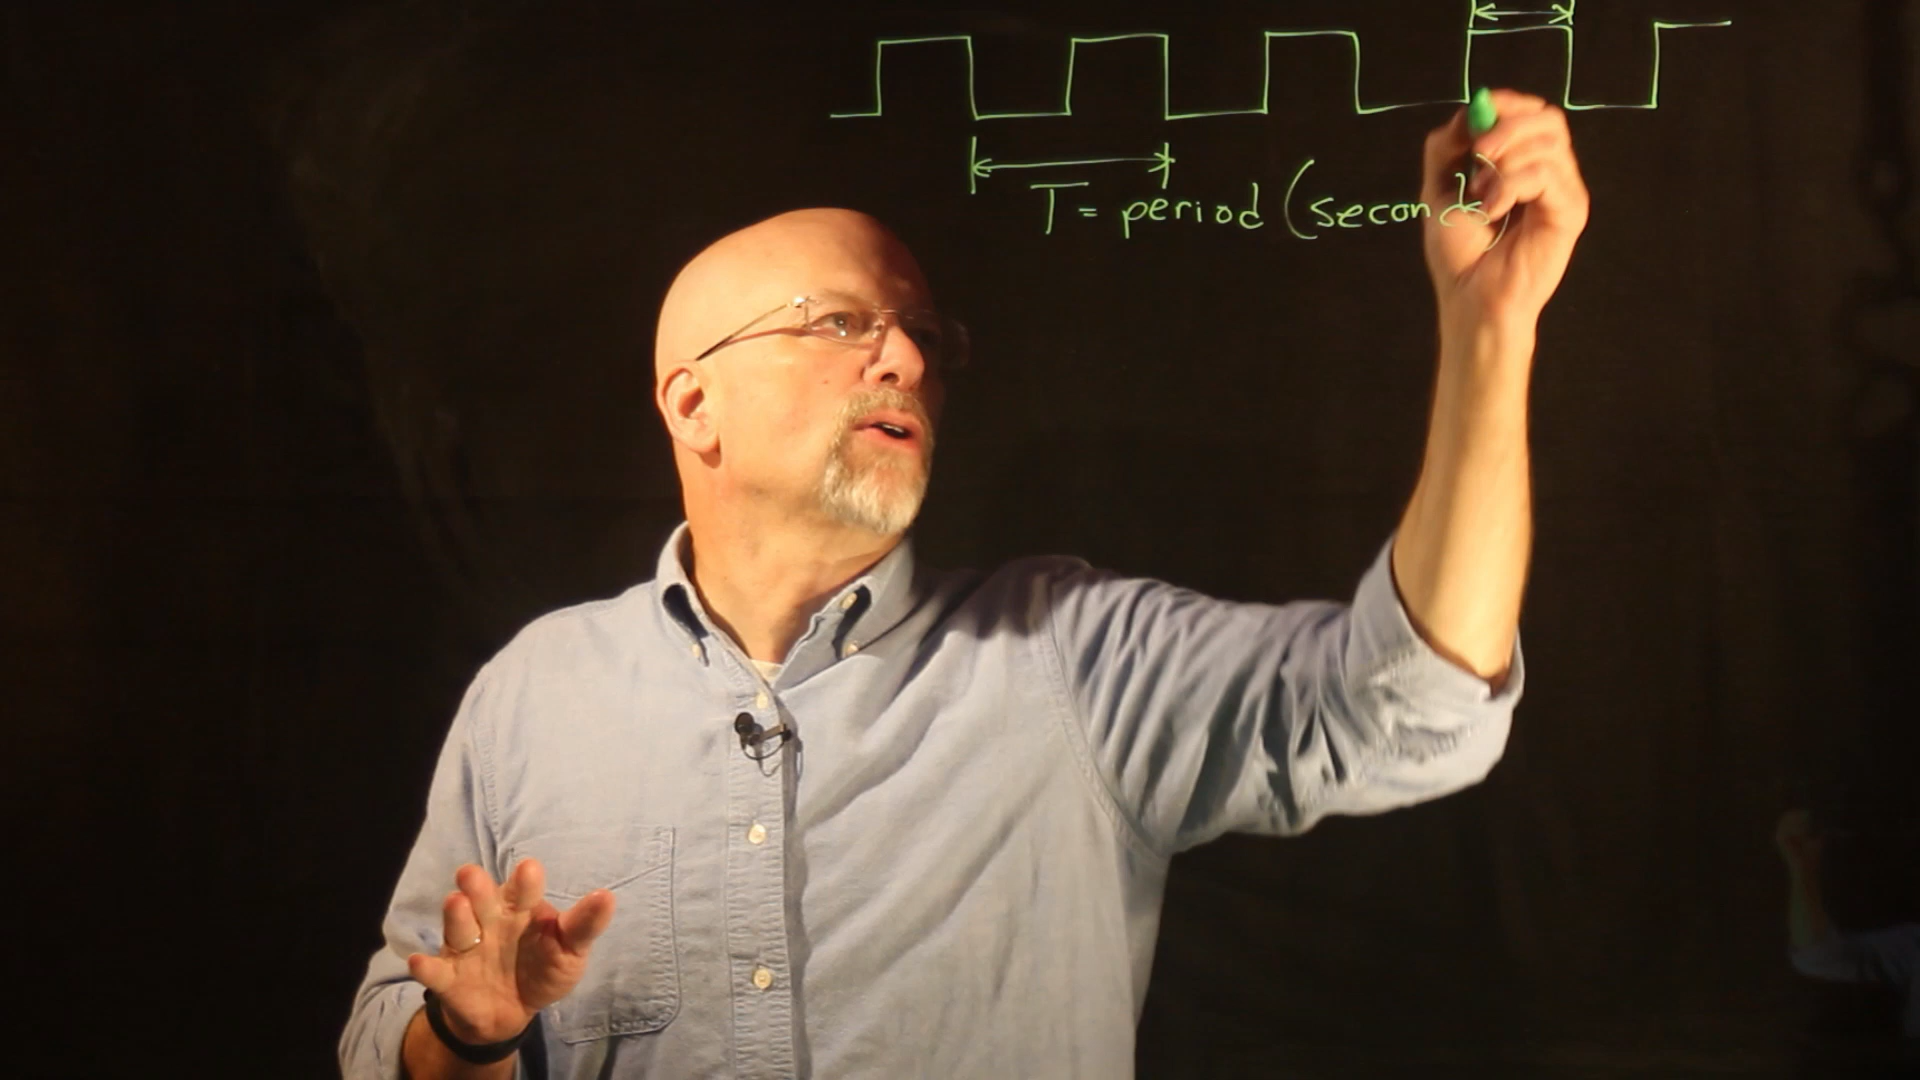 T = period (seconds)